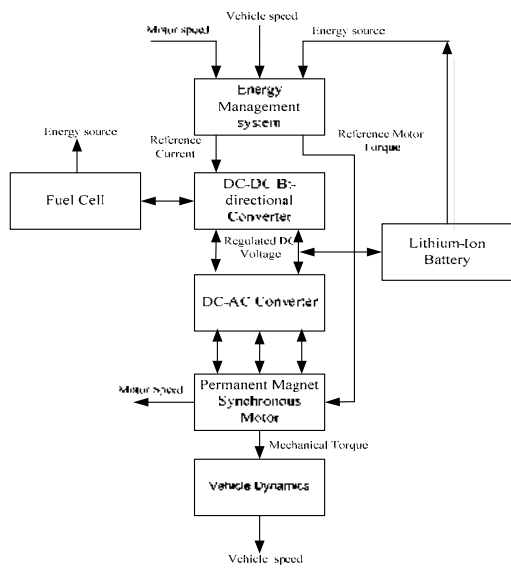 Vehicle speed
Motor speed
Energy source
Energy
Management
system
Energy source
Reference
Current
Reference Motor
Torque
Fuel Cell
DC-DC Bi-
directional
Converter
Regulated DC
Voltage
Lithium-Ion
Battery
DC-AC Converter
Motor Speed
Permanent Magnet
Synchronous
Motor
Mechanical Torque
Vehicle Dynamics
Vehicle speed